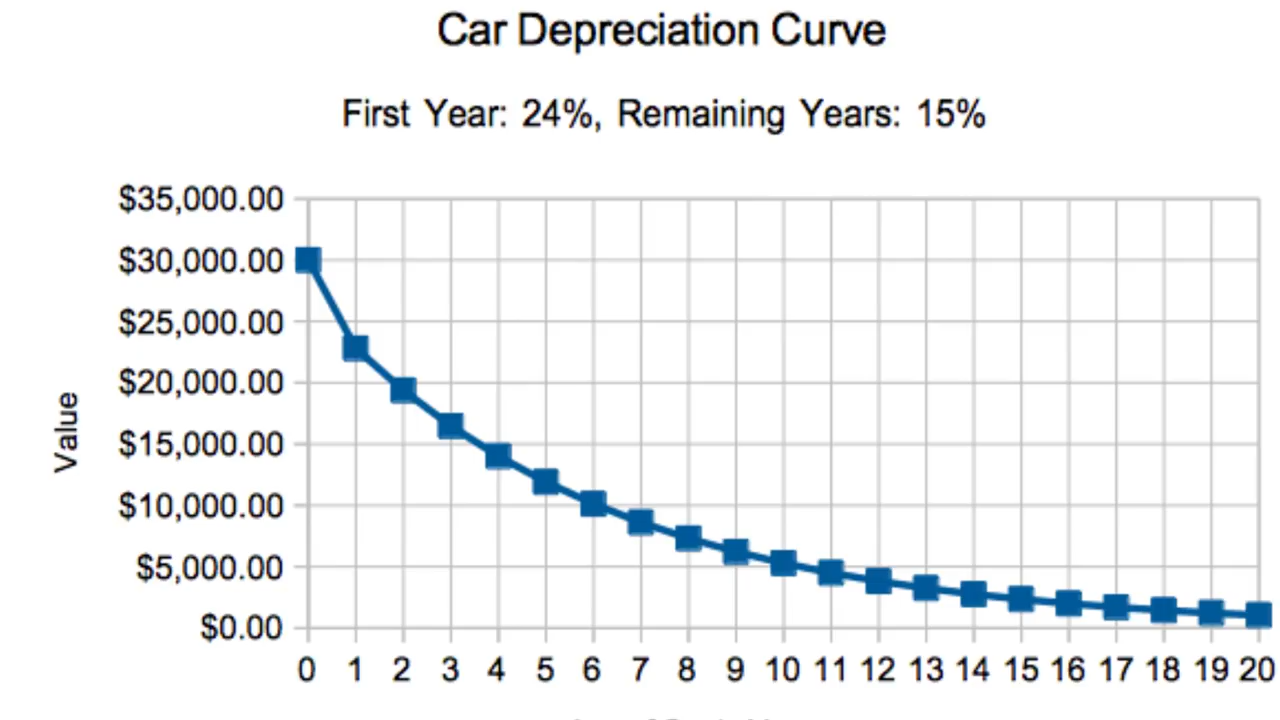 Car Depreciation Curve
First Year: 24%, Remaining Years: 15%
$35,000.00
$30,000.00
$25,000.00
$20,000.00
$15,000.00
$10,000.00
$5,000.00
$0.00
Value
0 1 2 3 4 5 6 7 8 9 10 11 12 13 14 15 16 17 18 19 20